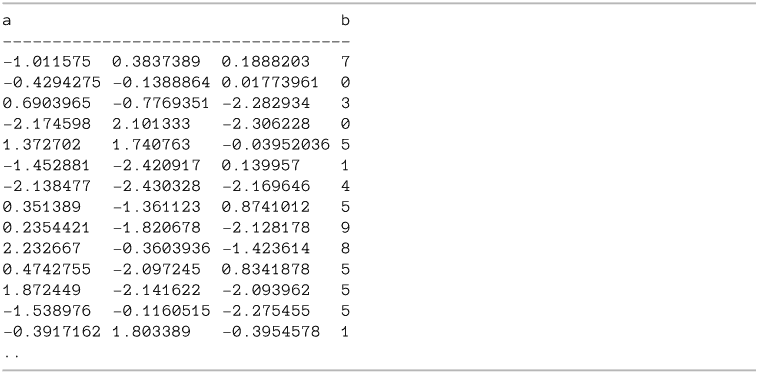 a b
-----------------------------------
-1.011575 0.3837389 0.1888203 7
-0.4294275 -0.1388864 0.01773961 0
0.6903965 -0.7769351 -2.282934 3
-2.174598 2.101333 -2.306228 0
1.372702 1.740763 -0.03952036 5
-1.452881 -2.420917 0.139957 1
-2.138477 -2.430328 -2.169646 4
0.351389 -1.361123 0.8741012 5
0.2354421 -1.820678 -2.128178 9
2.232667 -0.3603936 -1.423614 8
0.4742755 -2.097245 0.8341878 5
1.872449 -2.141622 -2.093962 5
-1.538976 -0.1160515 -2.275455 5
-0.3917162 1.803389 -0.3954578 1
..